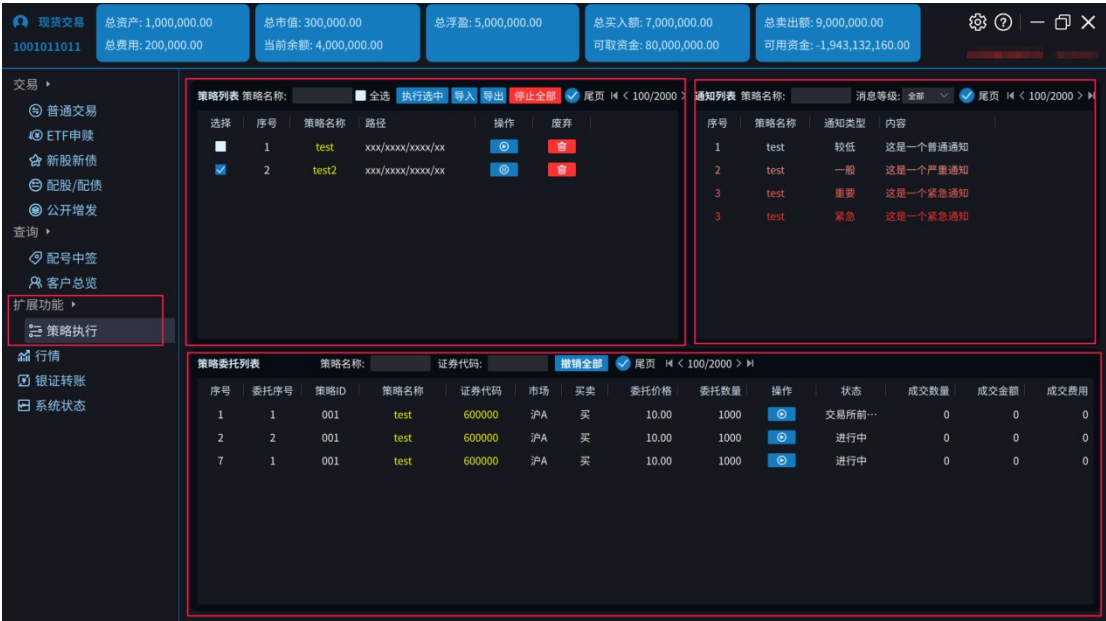 现货交易
1001011011
总资产: 1,000,000.00
总费用: 200,000.00
总市值: 300,000.00
当前余额: 4,000,000.00
总浮盈: 5,000,000.00
总买入额: 7,000,000.00
可取资金: 80,000,000.00
总卖出额: 9,000,000.00
可用资金: -1,943,132,160.00
交易
普通交易
ETF申赎
新股新债
配股/配债
公开增发
查询
配号中签
客户总览
扩展功能
策略执行
行情
银证转账
系统状态
策略列表 策略名称: 全选 执行选中 导入 导出 停止全部 尾页 100/2000
选择 序号 策略名称 路径 操作 废弃
1 test xxx/xxxx/xxxx/xx
2 test2 xxx/xxxx/xxxx/xx
通知列表 策略名称: 消息等级: 全部 尾页 100/2000
序号 策略名称 通知类型 内容
1 test 较低 这是一个普通通知
2 test 一般 这是一个严重通知
3 test 重要 这是一个紧急通知
3 test 紧急 这是一个紧急通知
策略委托列表 策略名称: 证券代码: 撤销全部 尾页 100/2000
序号 委托序号 策略ID 策略名称 证券代码 市场 买卖 委托价格 委托数量 操作 状态 成交数量 成交金额 成交费用
1 1 001 test 600000 沪A 买 10.00 1000 交易所前… 0 0 0
2 2 001 test 600000 沪A 买 10.00 1000 进行中 0 0 0
7 1 001 test 600000 沪A 买 10.00 1000 进行中 0 0 0